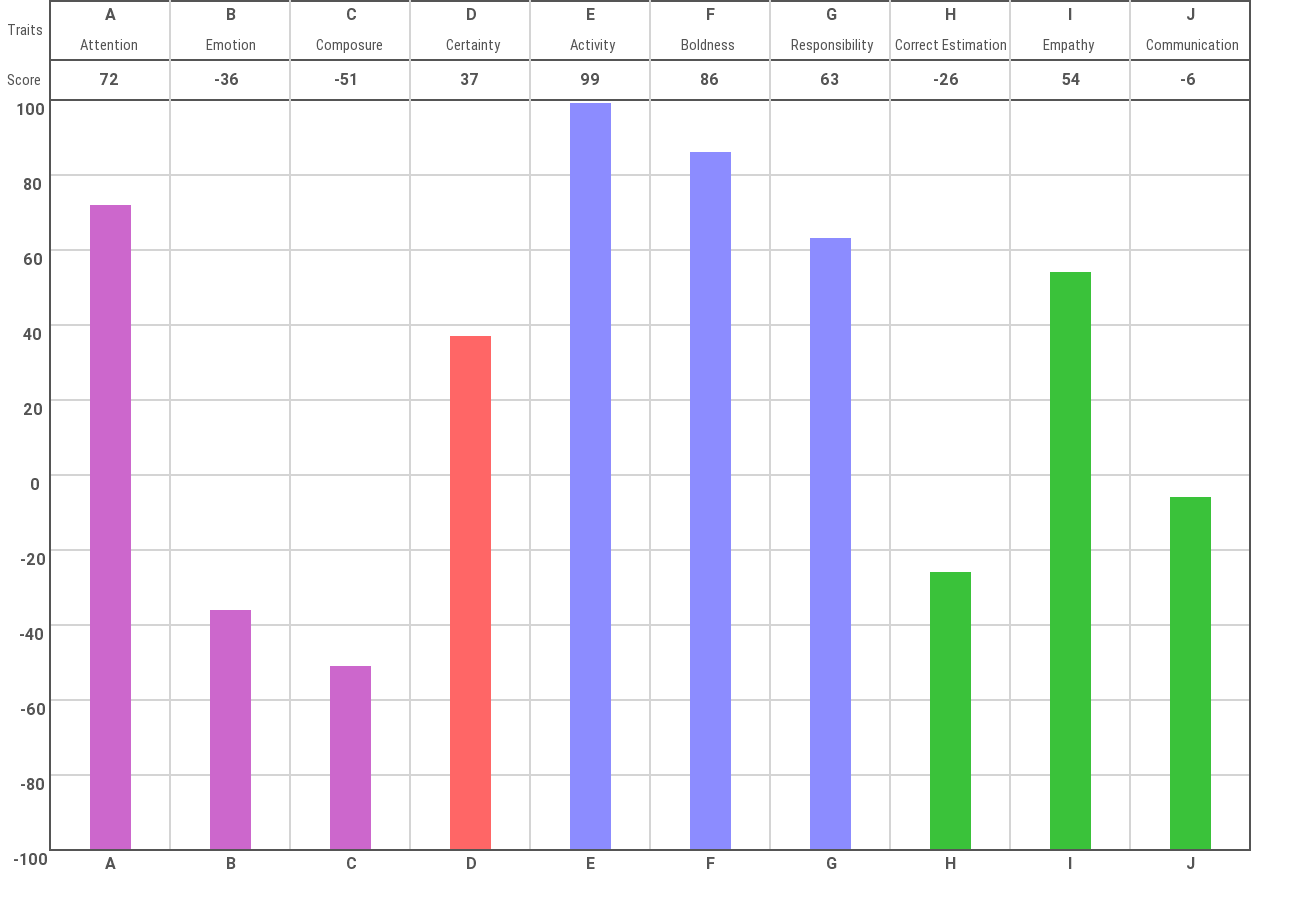 Traits A B C D E F G H I J
Attention Emotion Composure Certainty Activity Boldness Responsibility Correct Estimation Empathy Communication
Score 72 -36 -51 37 99 86 63 -26 54 -6
100
80
60
40
20
0
-20
-40
-60
-80
-100
A B C D E F G H I J